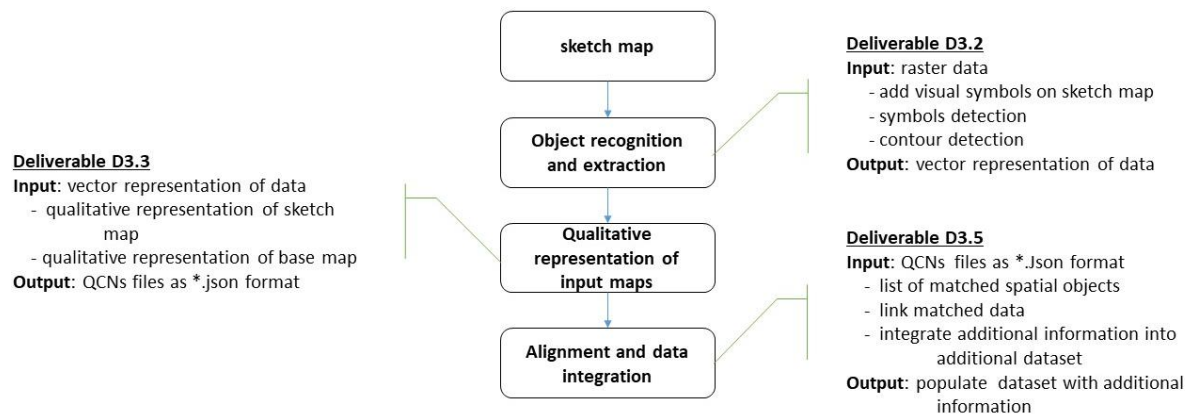 sketch map
Object recognition
and extraction
Qualitative
representation of
input maps
Alignment and data
integration
Deliverable D3.2
Input: raster data
- add visual symbols on sketch map
- symbols detection
- contour detection
Output: vector representation of data
Deliverable D3.3
Input: vector representation of data
- qualitative representation of sketch
map
- qualitative representation of base map
Output: QCNs files as *.json format
Deliverable D3.5
Input: QCNs files as *.Json format
- list of matched spatial objects
- link matched data
- integrate additional information into
additional dataset
Output: populate dataset with additional
information